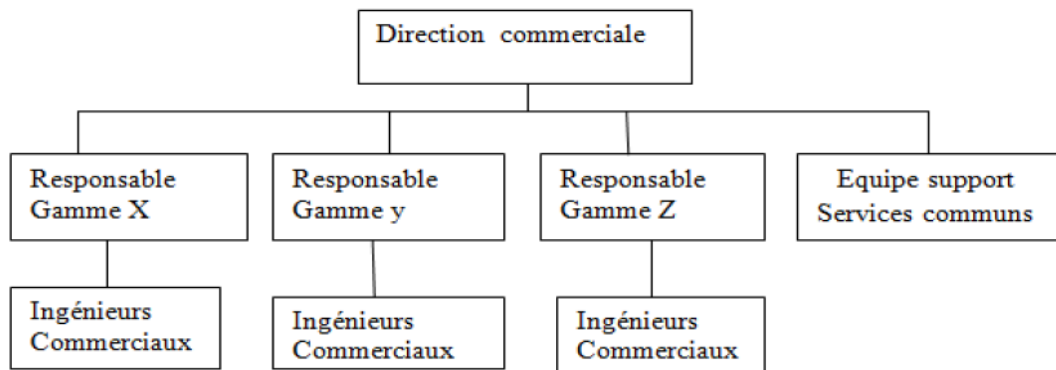 Direction commerciale
Responsable
Gamme X
Responsable
Gamme y
Responsable
Gamme Z
Equipe support
Services communs
Ingénieurs
Commerciaux
Ingénieurs
Commerciaux
Ingénieurs
Commerciaux